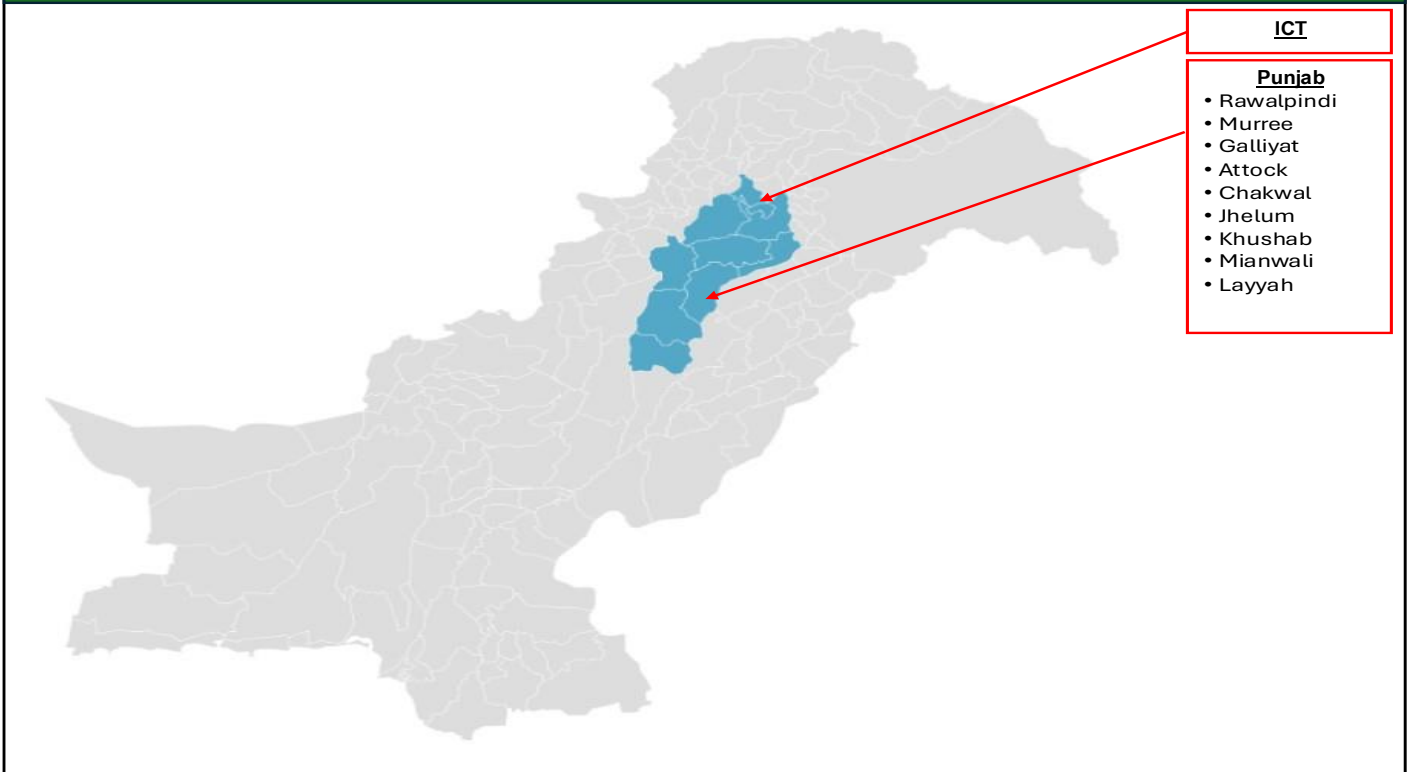 ICT
Punjab
• Rawalpindi
• Murree
• Galliyat
• Attock
• Chakwal
• Jhelum
• Khushab
• Mianwali
• Layyah